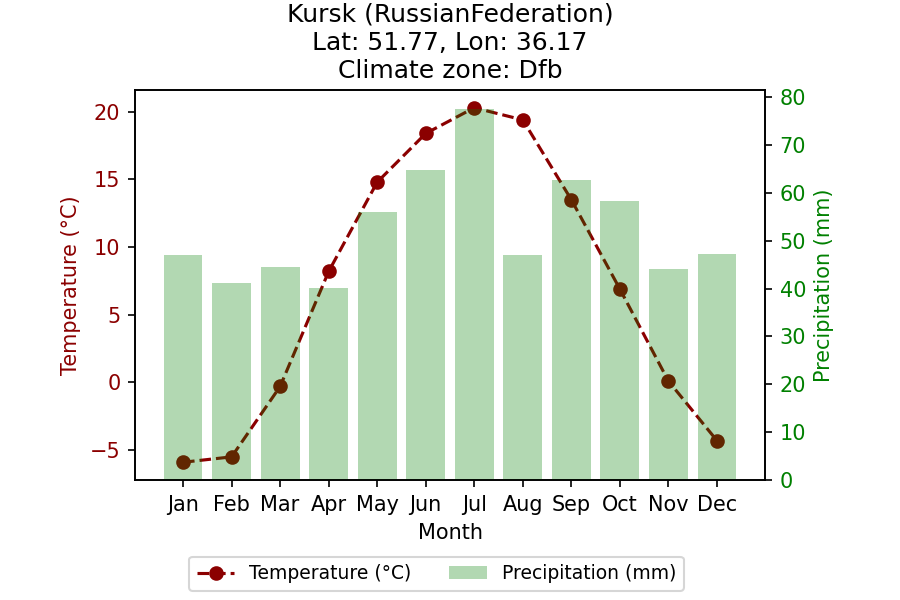 Kursk (RussianFederation)
Lat: 51.77, Lon: 36.17
Climate zone: Dfb
20
15
10
5
0
−5
Temperature (°C)
80
70
60
50
40
30
20
10
0
Precipitation (mm)
Jan Feb Mar Apr May Jun Jul Aug Sep Oct Nov Dec
Month
Temperature (°C) Precipitation (mm)